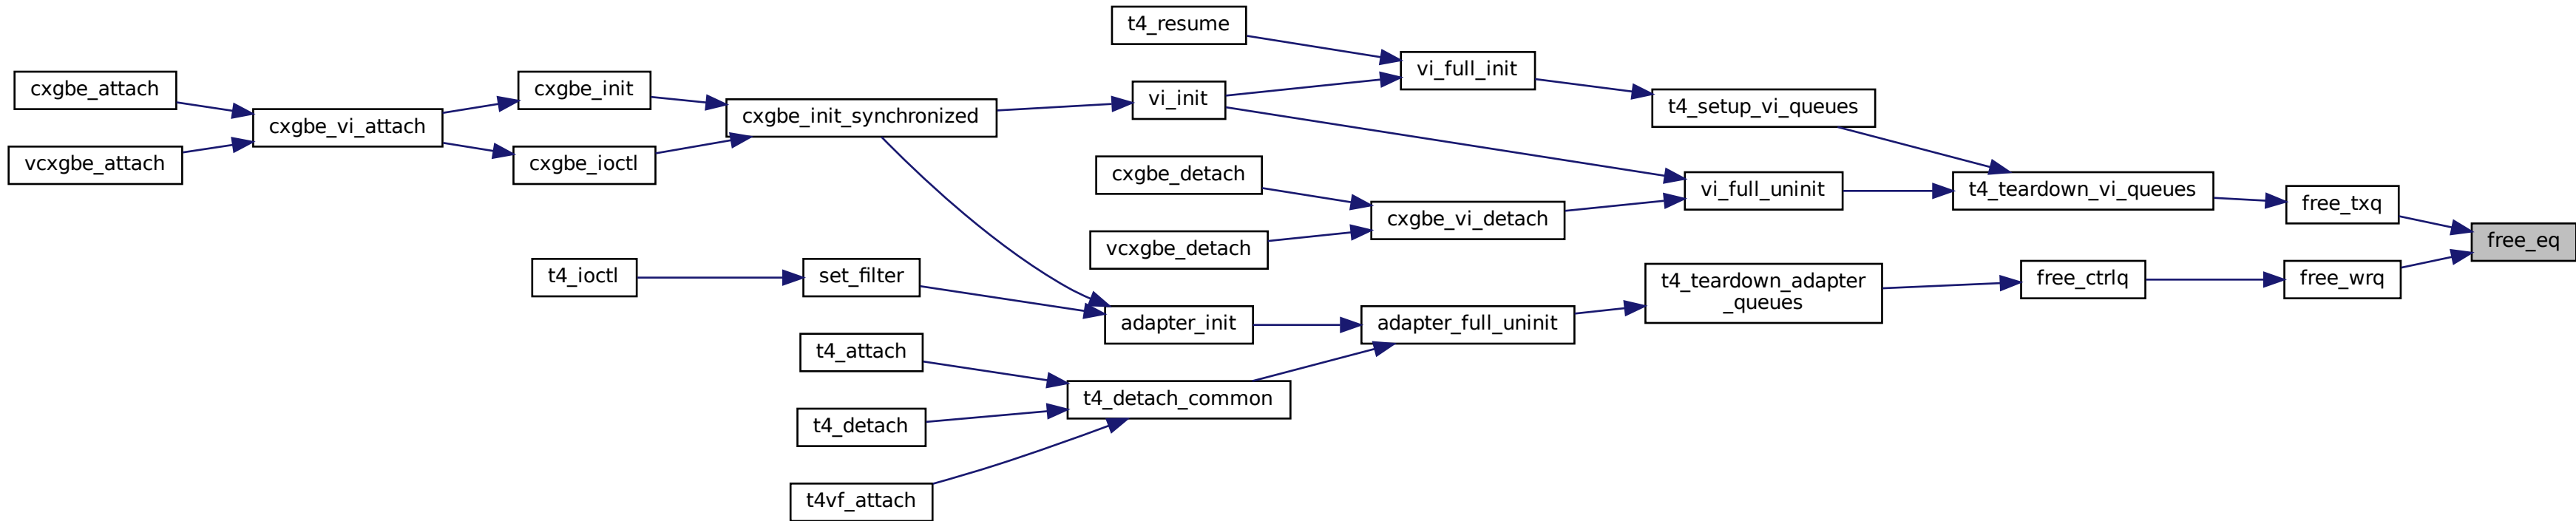 t4_resume
vi_full_init
cxgbe_attach
cxgbe_init
vi_init
t4_setup_vi_queues
cxgbe_vi_attach
cxgbe_init_synchronized
vcxgbe_attach
cxgbe_ioctl
cxgbe_detach
vi_full_uninit
t4_teardown_vi_queues
free_txq
cxgbe_vi_detach
vcxgbe_detach
free_eq
t4_ioctl
set_filter
t4_teardown_adapter
_queues
free_ctrlq
free_wrq
adapter_init
adapter_full_uninit
t4_attach
t4_detach_common
t4_detach
t4vf_attach